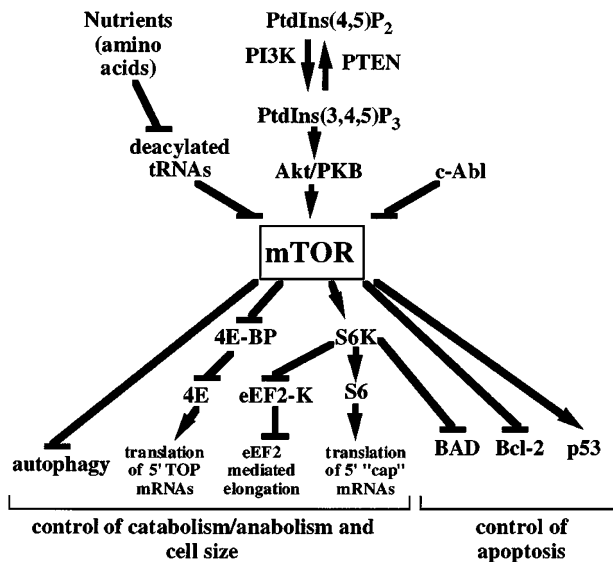 Nutrients
(amino
acids)
PtdIns(4,5)P2
PI3K
PTEN
PtdIns(3,4,5)P3
deacylated
tRNAs
Akt/PKB
c-Abl
mTOR
4E-BP
S6K
4E
eEF2-K
S6
autophagy
translation
of 5' TOP
mRNAs
eEF2
mediated
elongation
translation
of 5' "cap"
mRNAs
BAD
Bcl-2
p53
control of catabolism/anabolism and
cell size
control of
apoptosis